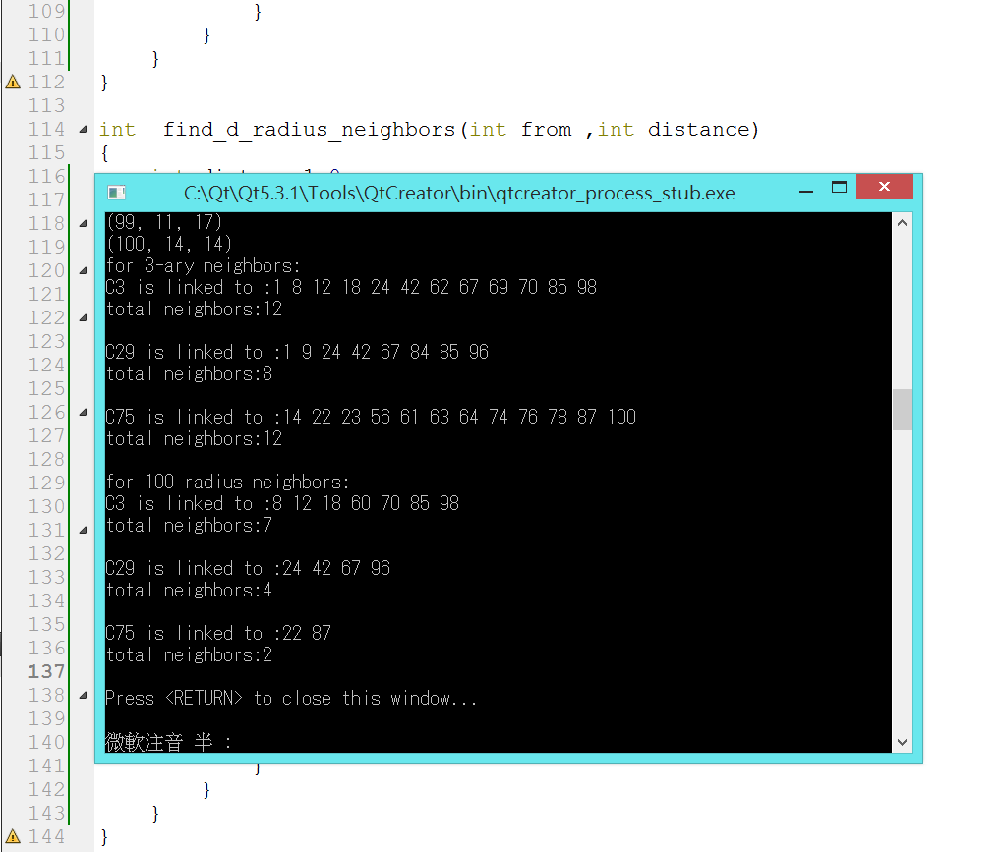 109 }
110 }
111 }
112 }
113
114 int find_d_radius_neighbors(int from ,int distance)
115 {
116
117
118
119
120
121
122
123
124
125
126
127
128
129
130
131
132
133
134
135
136
137
138
139
140
141 }
142 }
143 }
144 }
C:\Qt\Qt5.3.1\Tools\QtCreator\bin\qtcreator_process_stub.exe
(99, 11, 17)
(100, 14, 14)
for 3-ary neighbors:
C3 is linked to :1 8 12 18 24 42 62 67 69 70 85 98
total neighbors:12
C29 is linked to :1 9 24 42 67 84 85 96
total neighbors:8
C75 is linked to :14 22 23 56 61 63 64 74 76 78 87 100
total neighbors:12
for 100 radius neighbors:
C3 is linked to :8 12 18 60 70 85 98
total neighbors:7
C29 is linked to :24 42 67 96
total neighbors:4
C75 is linked to :22 87
total neighbors:2
Press <RETURN> to close this window...
微軟注音 半 :